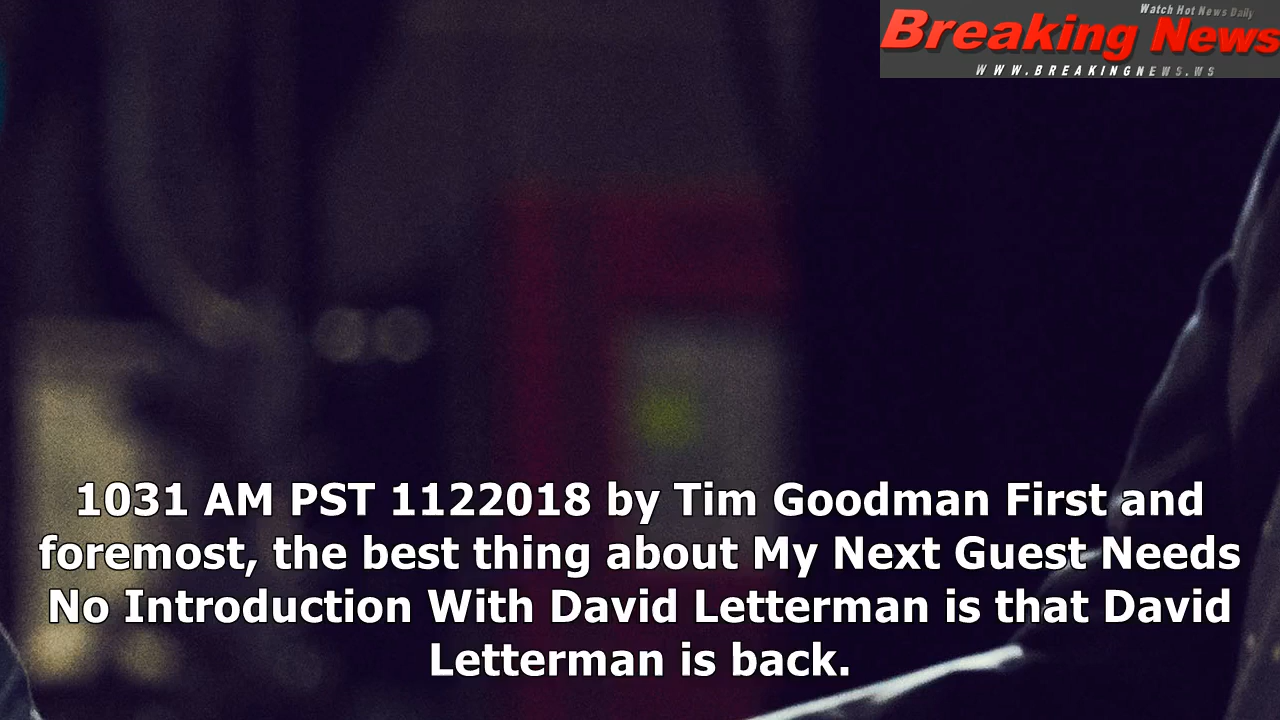 Watch Hot News Daily
Breaking News
WWW.BREAKINGNEWS.WS
1031 AM PST 1122018 by Tim Goodman First and
foremost, the best thing about My Next Guest Needs
No Introduction With David Letterman is that David
Letterman is back.